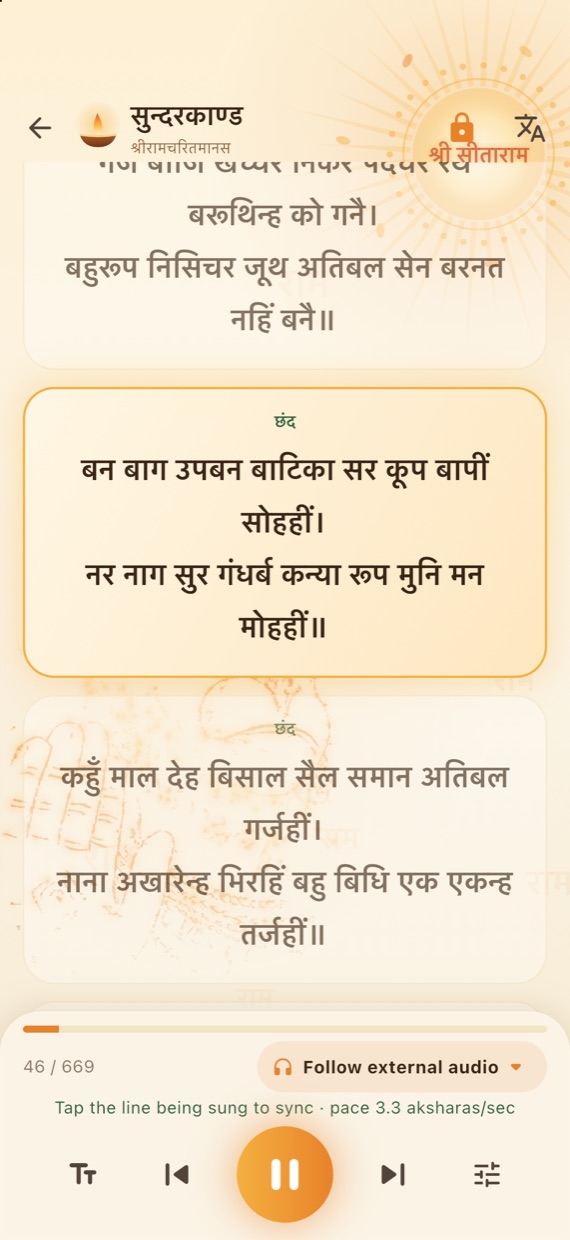 सुन्दरकाण्ड
श्रीरामचरितमानस
श्री सीताराम
बरूथिन्ह को गनै।
बहुरूप निसिचर जूथ अतिबल सेन बरनत
नहिं बनै॥
छंद
बन बाग उपबन बाटिका सर कूप बापीं
सोहहीं।
नर नाग सुर गंधर्ब कन्या रूप मुनि मन
मोहहीं॥
राम
छंद
कहुँ माल देह बिसाल सैल समान अतिबल
गर्जहीं।
नाना अखारेन्ह भिरहिं बहु बिधि एक एकन्ह
तर्जहीं॥
राम
राम
46 / 669
Follow external audio
Tap the line being sung to sync · pace 3.3 aksharas/sec